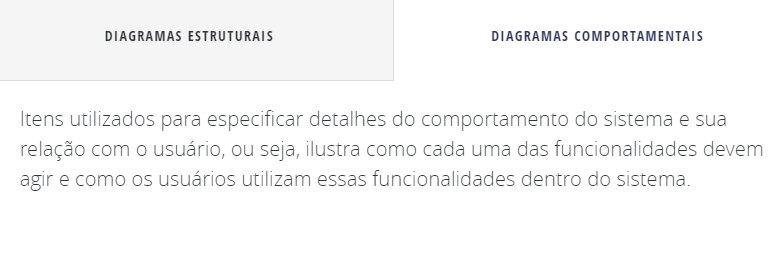 DIAGRAMAS ESTRUTURAIS
DIAGRAMAS COMPORTAMENTAIS
Itens utilizados para especificar detalhes do comportamento do sistema e sua
relação com o usuário, ou seja, ilustra como cada uma das funcionalidades devem
agir e como os usuários utilizam essas funcionalidades dentro do sistema.